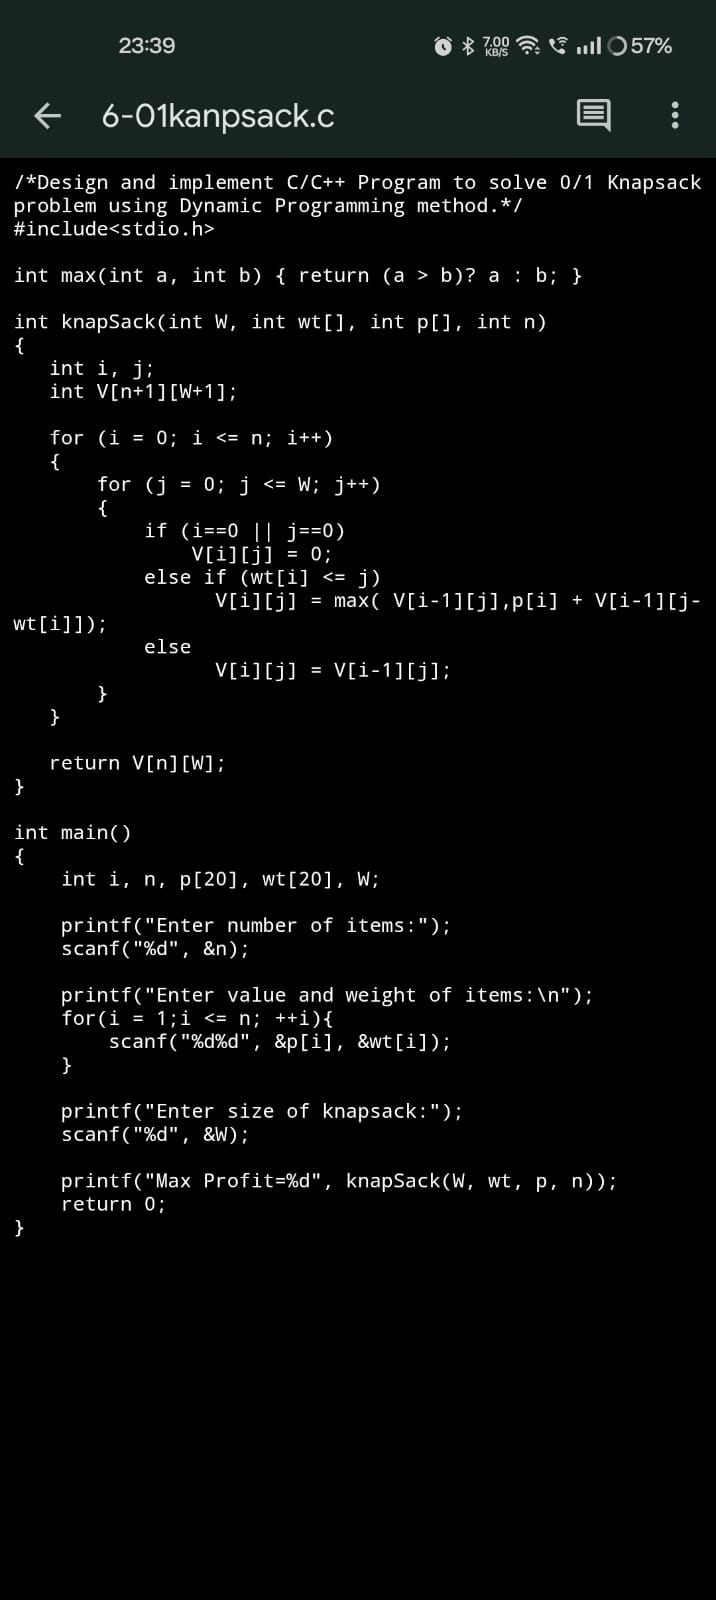 23:39
7.00 KB/S
57%
6-01kanpsack.c
/*Design and implement C/C++ Program to solve 0/1 Knapsack
problem using Dynamic Programming method.*/
#include<stdio.h>

int max(int a, int b) { return (a > b)? a : b; }

int knapSack(int W, int wt[], int p[], int n)
{
   int i, j;
   int V[n+1][W+1];

   for (i = 0; i <= n; i++)
   {
       for (j = 0; j <= W; j++)
       {
           if (i==0 || j==0)
               V[i][j] = 0;
           else if (wt[i] <= j)
                 V[i][j] = max( V[i-1][j],p[i] + V[i-1][j-
wt[i]]);
           else
                 V[i][j] = V[i-1][j];
       }
   }

   return V[n][W];
}

int main()
{
    int i, n, p[20], wt[20], W;

    printf("Enter number of items:");
    scanf("%d", &n);

    printf("Enter value and weight of items:\n");
    for(i = 1;i <= n; ++i){
        scanf("%d%d", &p[i], &wt[i]);
    }

    printf("Enter size of knapsack:");
    scanf("%d", &W);

    printf("Max Profit=%d", knapSack(W, wt, p, n));
    return 0;
}